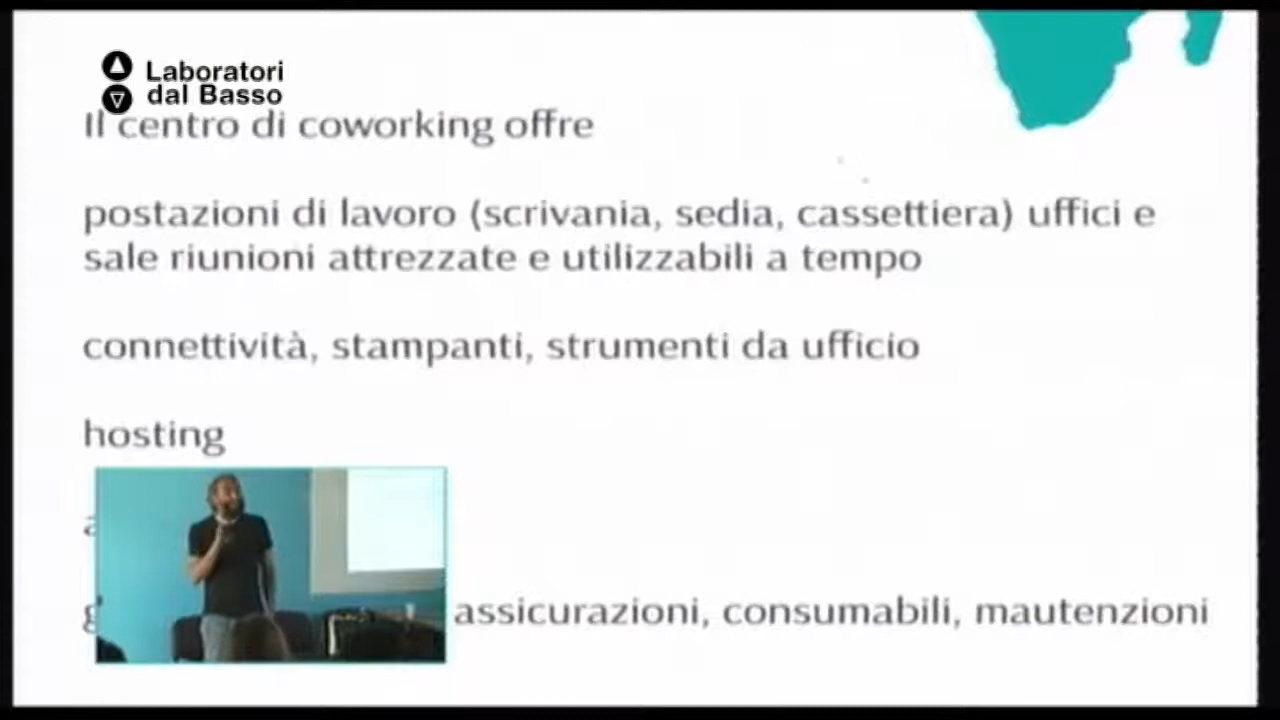 Laboratori
dal Basso
Il centro di coworking offre
postazioni di lavoro (scrivania, sedia, cassettiera) uffici e
sale riunioni attrezzate e utilizzabili a tempo
connettività, stampanti, strumenti da ufficio
hosting
assicurazioni, consumabili, mautenzioni